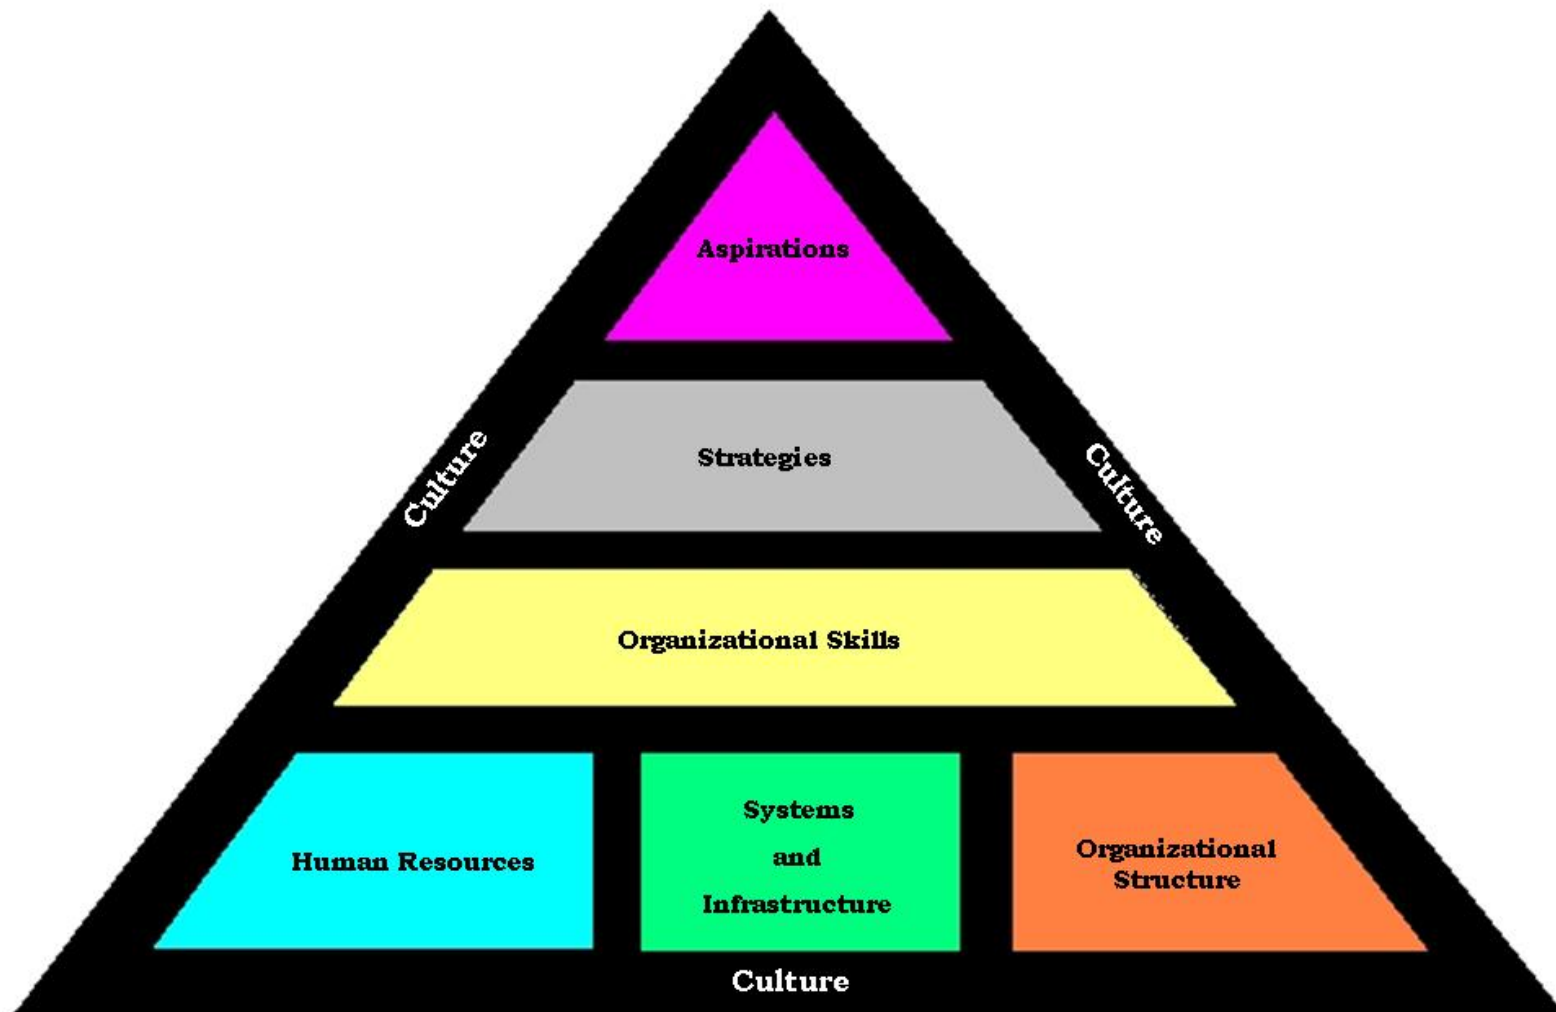 Aspirations
Strategies
Culture
Culture
Organizational Skills
Human Resources
Systems
and
Infrastructure
Organizational
Structure
Culture